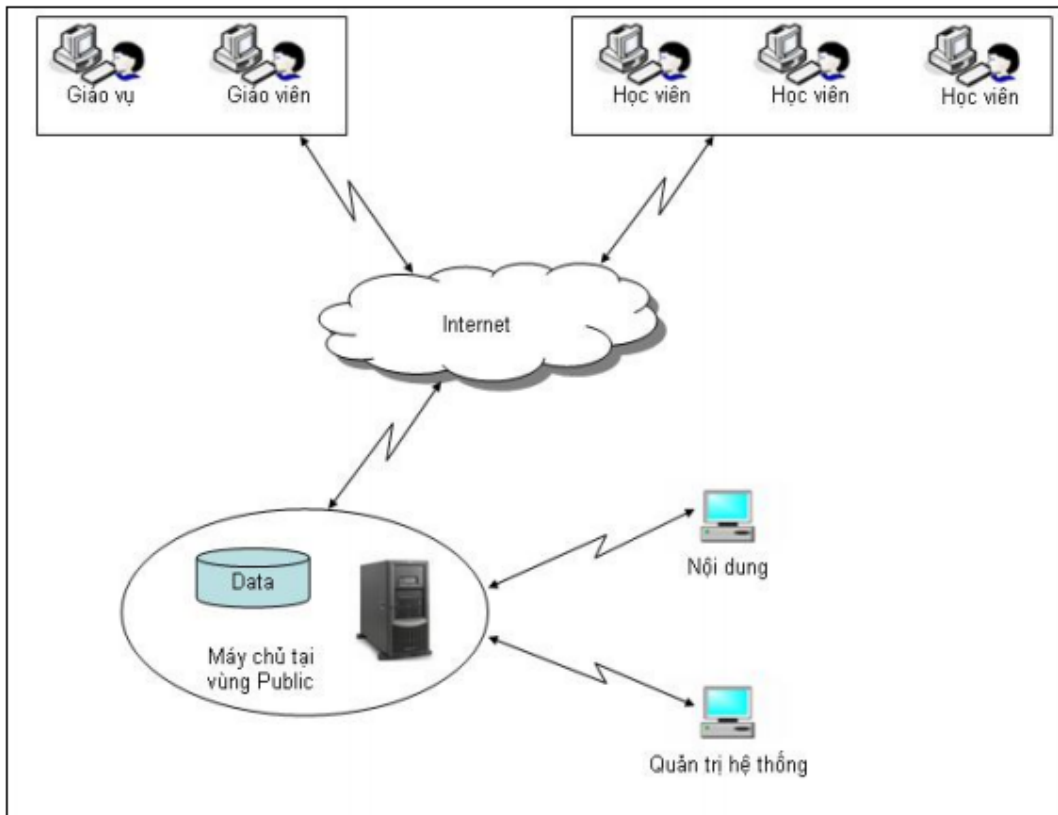 Giáo vụ
Giáo viên
Học viên
Học viên
Học viên
Internet
Data
Máy chủ tại
vùng Public
Nội dung
Quản trị hệ thống